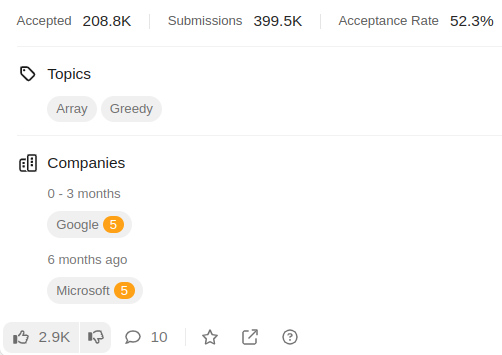 Accepted 208.8K Submissions 399.5K Acceptance Rate 52.3%
Topics
Array Greedy
Companies
0 - 3 months
Google 5
6 months ago
Microsoft 5
2.9K 10